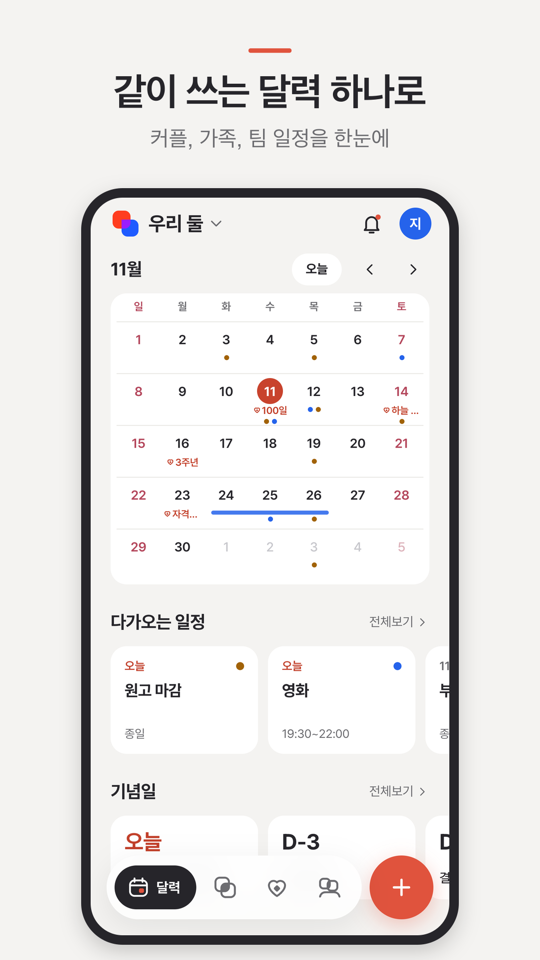 같이 쓰는 달력 하나로
커플, 가족, 팀 일정을 한눈에
우리 둘
지
11월
오늘
일 월 화 수 목 금 토
1 2 3 4 5 6 7
8 9 10 11 12 13 14
100일 하늘 ...
15 16 17 18 19 20 21
3주년
22 23 24 25 26 27 28
자격...
29 30 1 2 3 4 5
다가오는 일정 전체보기
오늘 오늘 11
원고 마감 영화
종일 19:30~22:00
기념일 전체보기
오늘 D-3
달력